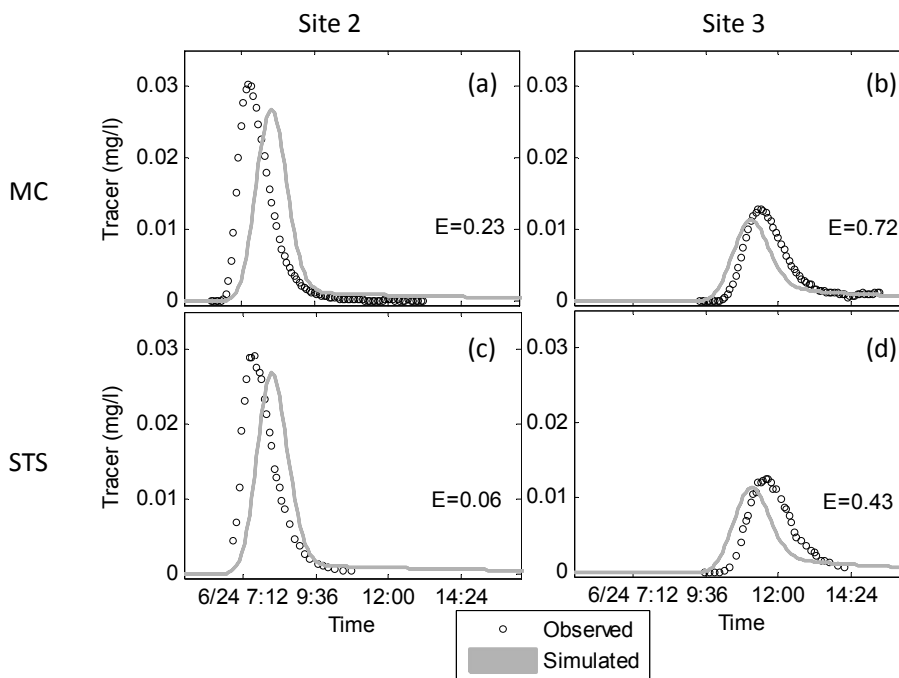 Site 2 Site 3
MC
Tracer (mg/l)
0.03
0.02
0.01
0
(a)
E=0.23
0.03
0.02
0.01
0
(b)
E=0.72
STS
Tracer (mg/l)
0.03
0.02
0.01
0
(c)
E=0.06
0.03
0.02
0.01
0
(d)
E=0.43
6/24 7:12 9:36 12:00 14:24
Time
6/24 7:12 9:36 12:00 14:24
Time
Observed
Simulated